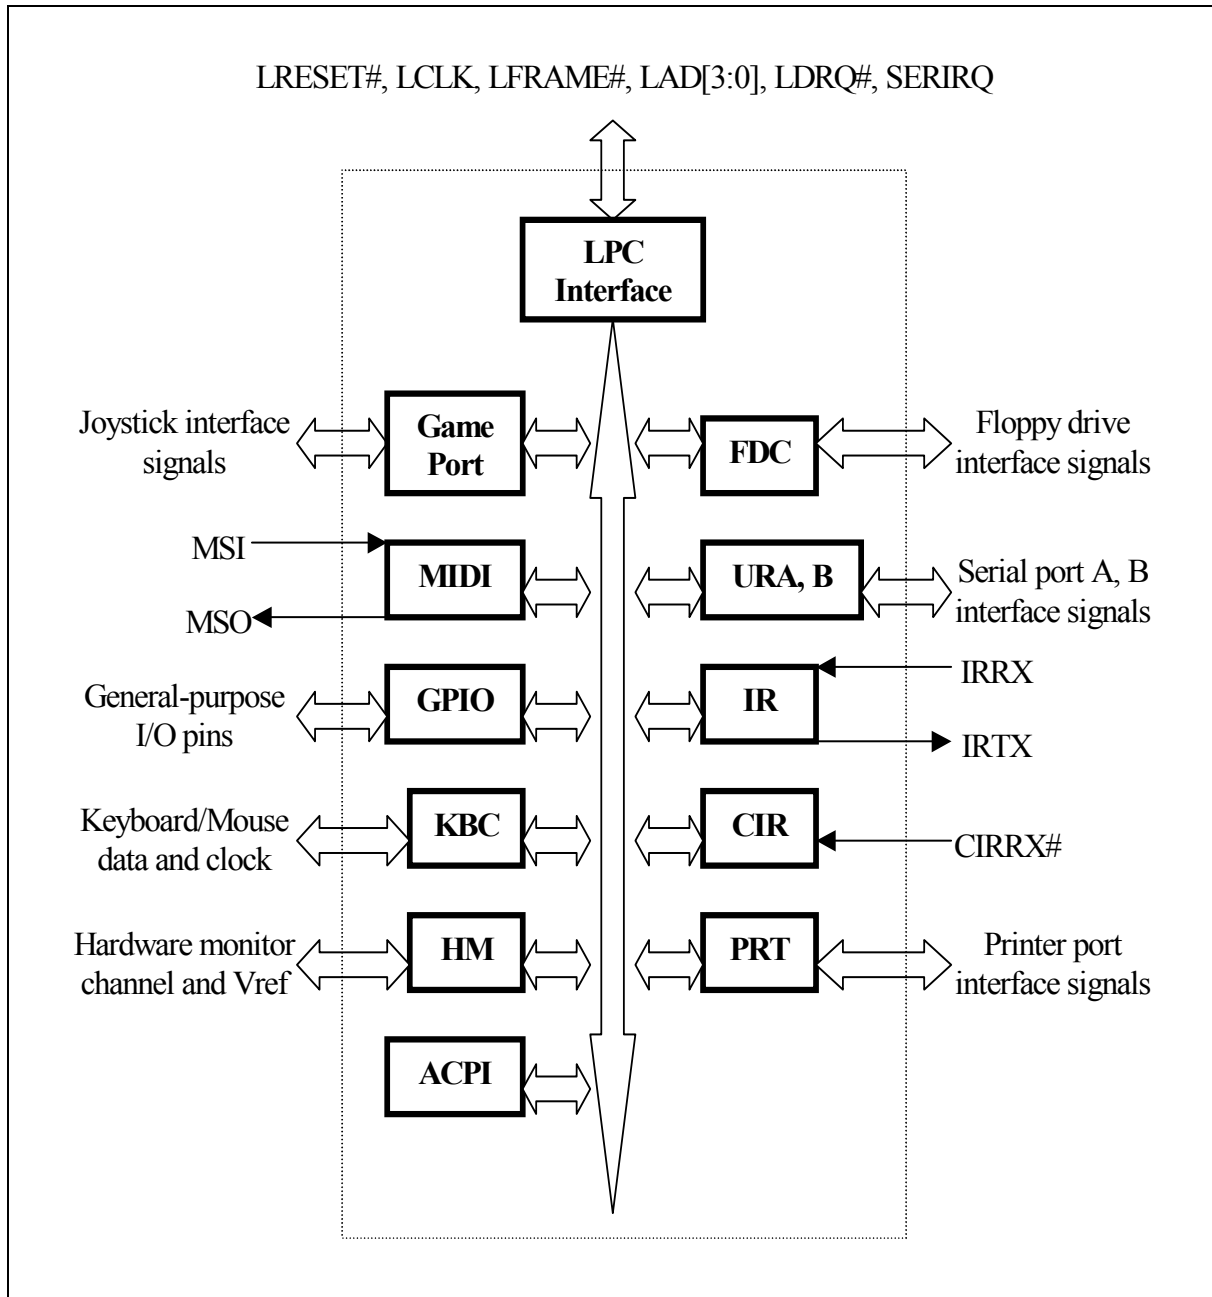 LRESET#, LCLK, LFRAME#, LAD[3:0], LDRQ#, SERIRQ
LPC
Interface
Joystick interface
signals
Game
Port
FDC
Floppy drive
interface signals
MSI
MSO
MIDI
URA, B
Serial port A, B
interface signals
General-purpose
I/O pins
GPIO
IR
IRRX
IRTX
Keyboard/Mouse
data and clock
KBC
CIR
CIRRX#
Hardware monitor
channel and Vref
HM
PRT
Printer port
interface signals
ACPI